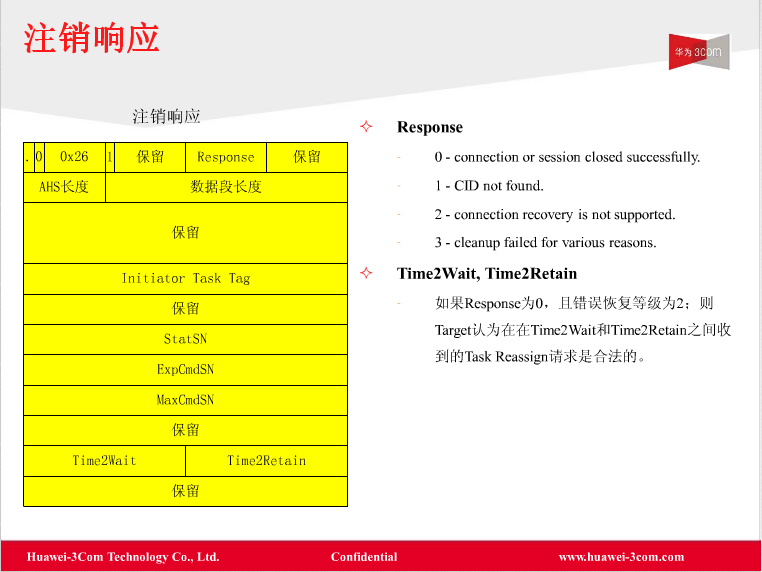 注销响应
华为 3com
注销响应
. 0 0x26 1 保留 Response 保留
AHS长度 数据段长度
保留
Initiator Task Tag
保留
StatSN
ExpCmdSN
MaxCmdSN
保留
Time2Wait Time2Retain
保留
Response
- 0 - connection or session closed successfully.
- 1 - CID not found.
- 2 - connection recovery is not supported.
- 3 - cleanup failed for various reasons.
Time2Wait, Time2Retain
- 如果Response为0，且错误恢复等级为2；则
Target认为在在Time2Wait和Time2Retain之间收
到的Task Reassign请求是合法的。
Huawei-3Com Technology Co., Ltd. Confidential www.huawei-3com.com